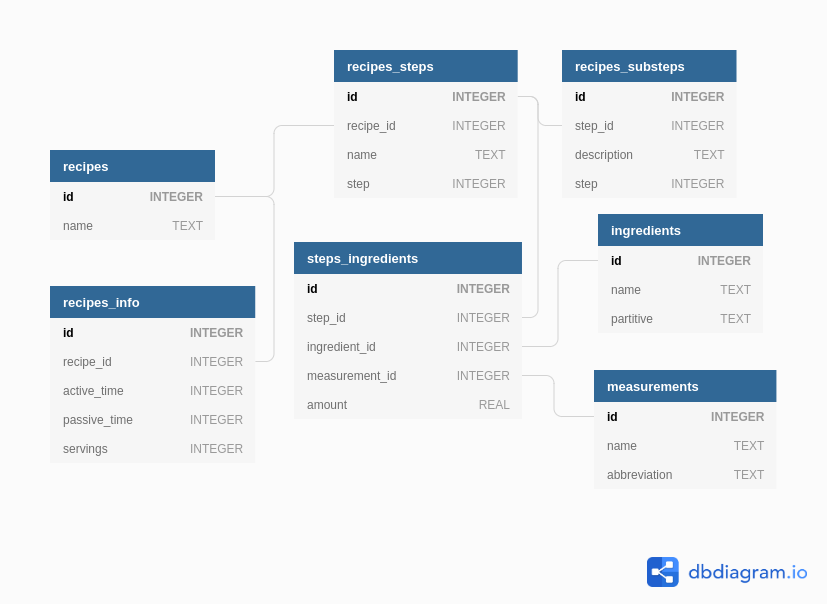 recipes_steps
id INTEGER
recipe_id INTEGER
name TEXT
step INTEGER
recipes_substeps
id INTEGER
step_id INTEGER
description TEXT
step INTEGER
recipes
id INTEGER
name TEXT
ingredients
id INTEGER
name TEXT
partitive TEXT
steps_ingredients
id INTEGER
step_id INTEGER
ingredient_id INTEGER
measurement_id INTEGER
amount REAL
recipes_info
id INTEGER
recipe_id INTEGER
active_time INTEGER
passive_time INTEGER
servings INTEGER
measurements
id INTEGER
name TEXT
abbreviation TEXT
dbdiagram.io